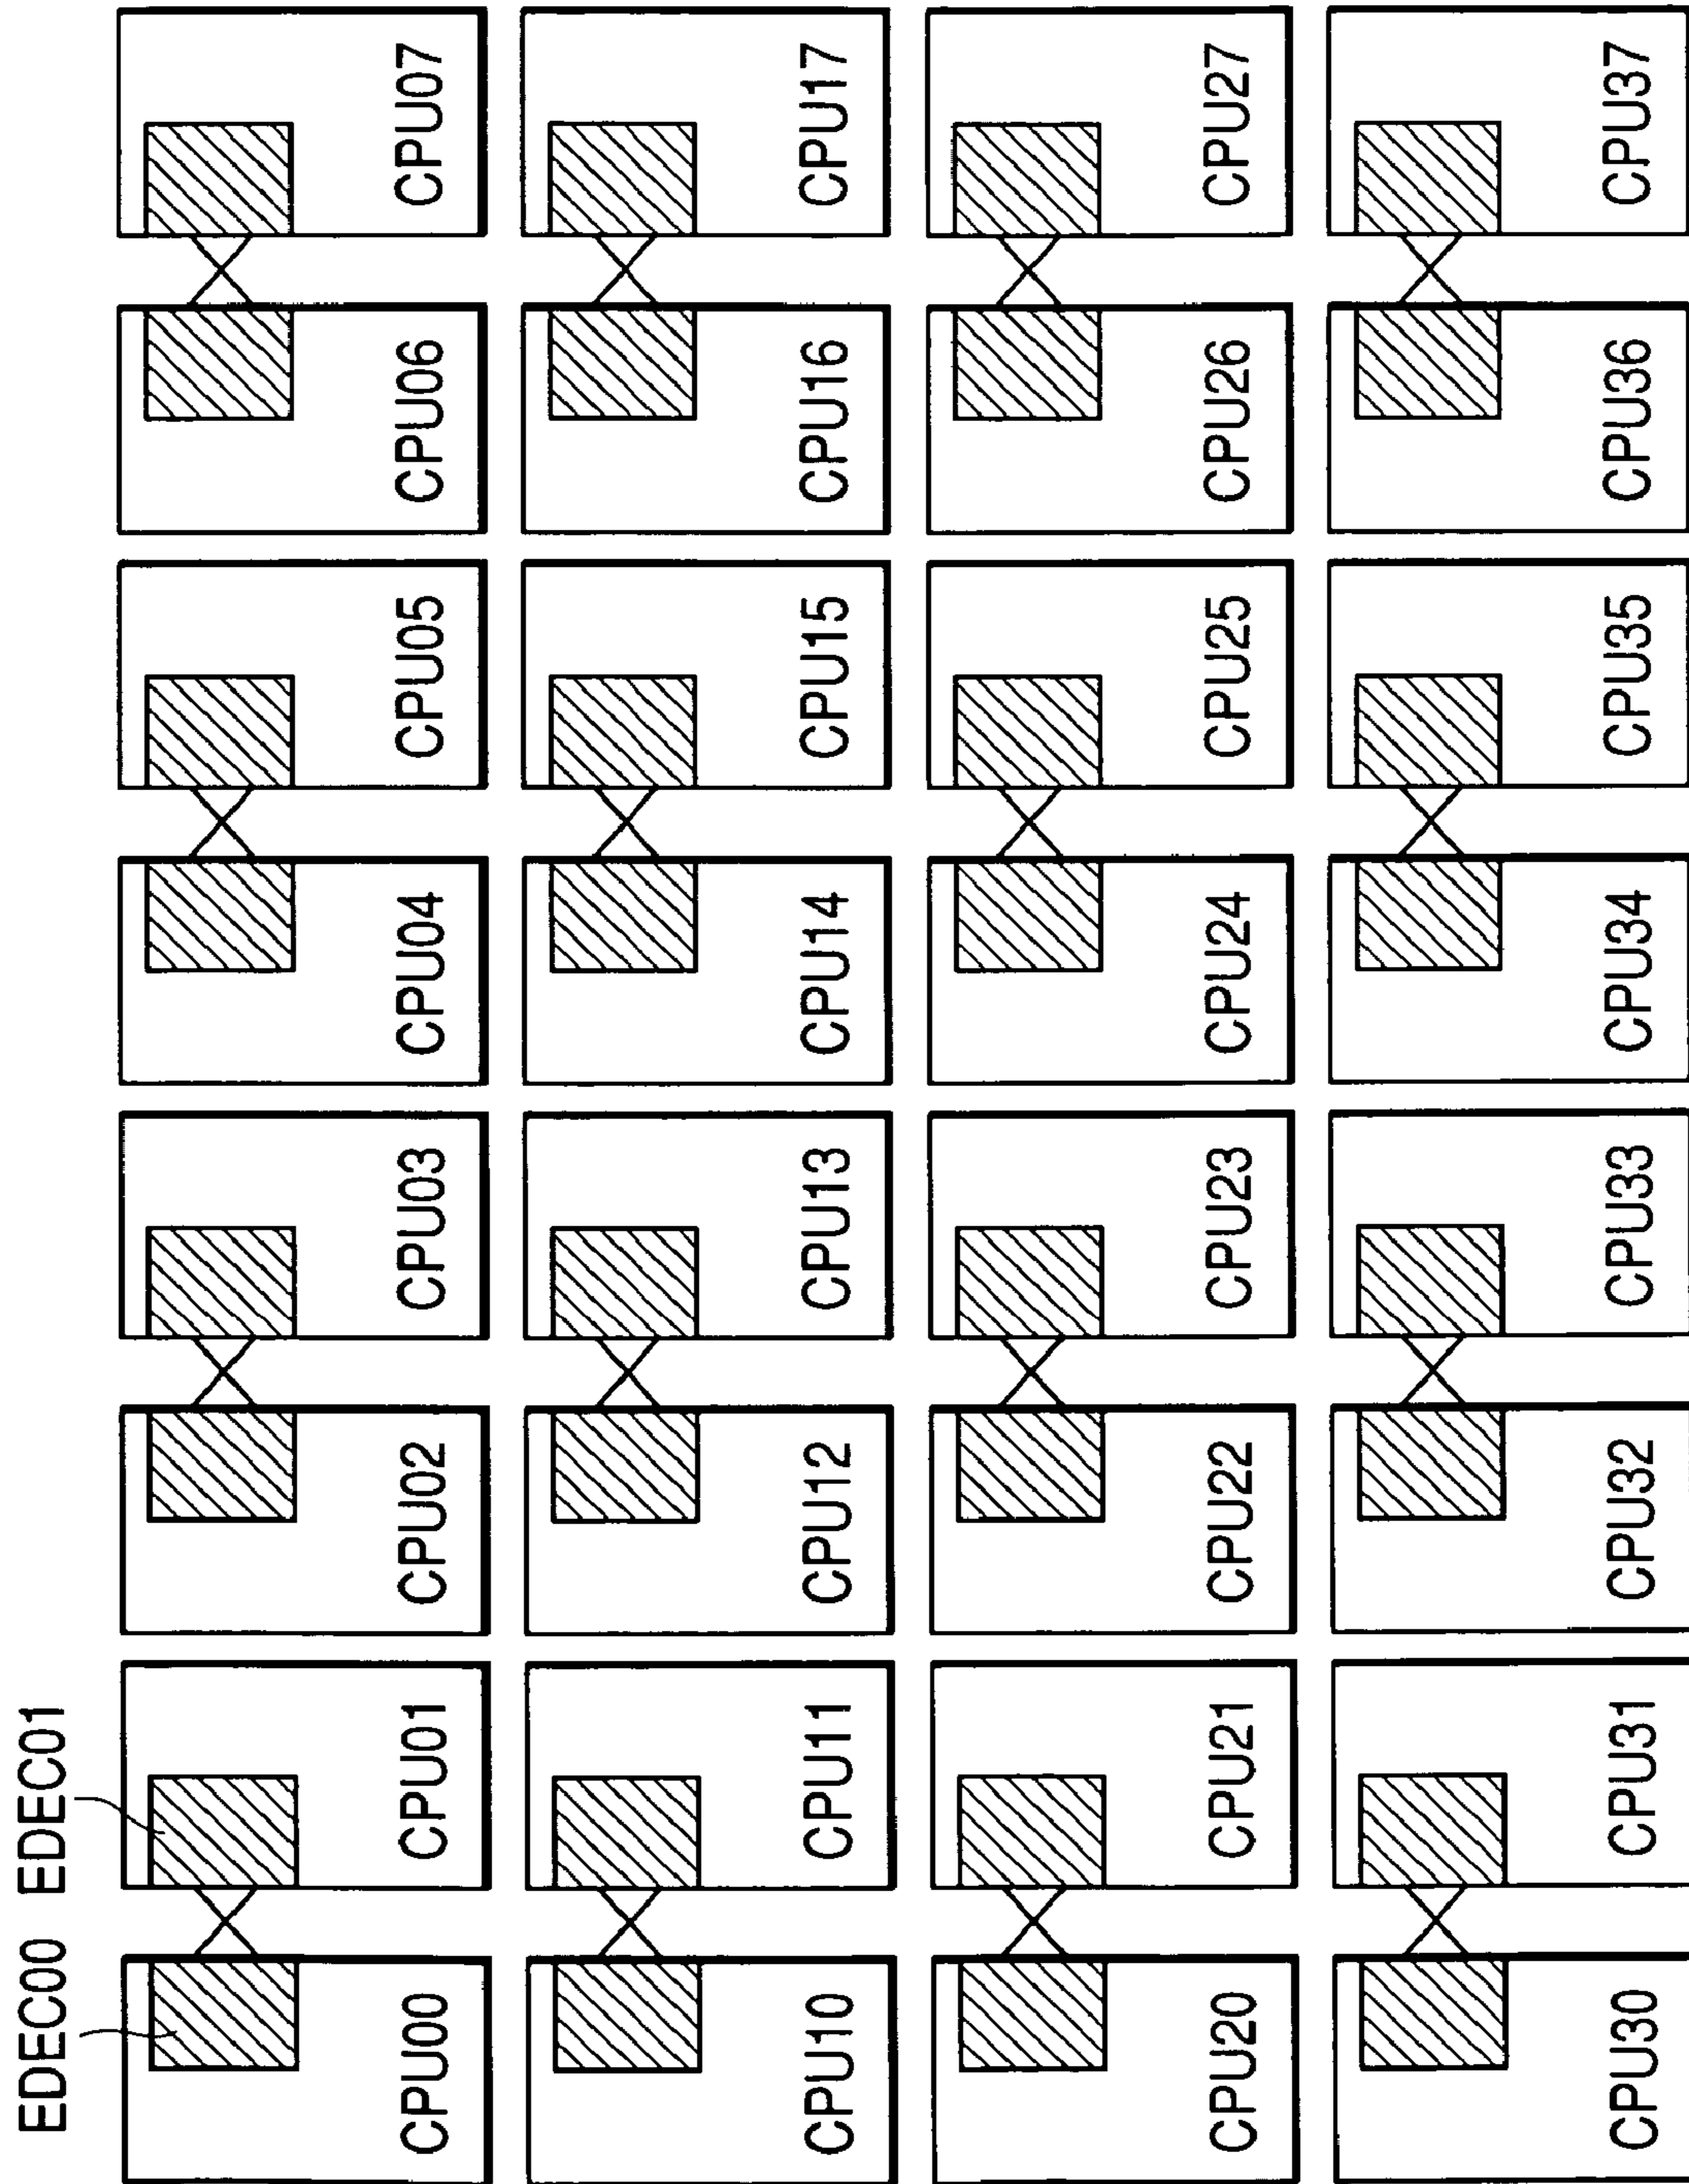 EDEC00 EDEC01
CPU00 CPU01 CPU02 CPU03 CPU04 CPU05 CPU06 CPU07
CPU10 CPU11 CPU12 CPU13 CPU14 CPU15 CPU16 CPU17
CPU20 CPU21 CPU22 CPU23 CPU24 CPU25 CPU26 CPU27
CPU30 CPU31 CPU32 CPU33 CPU34 CPU35 CPU36 CPU37